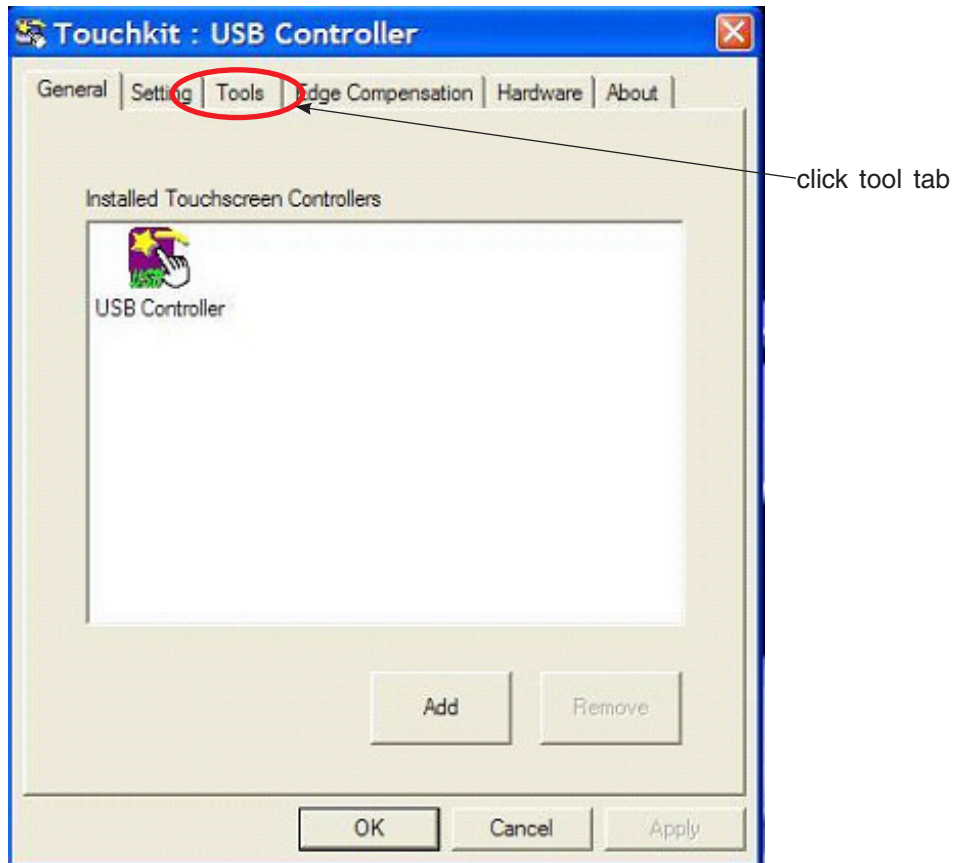 Touchkit : USB Controller
General Setting Tools Edge Compensation Hardware About
click tool tab
Installed Touchscreen Controllers
USB
USB Controller
Add Remove
OK Cancel Apply